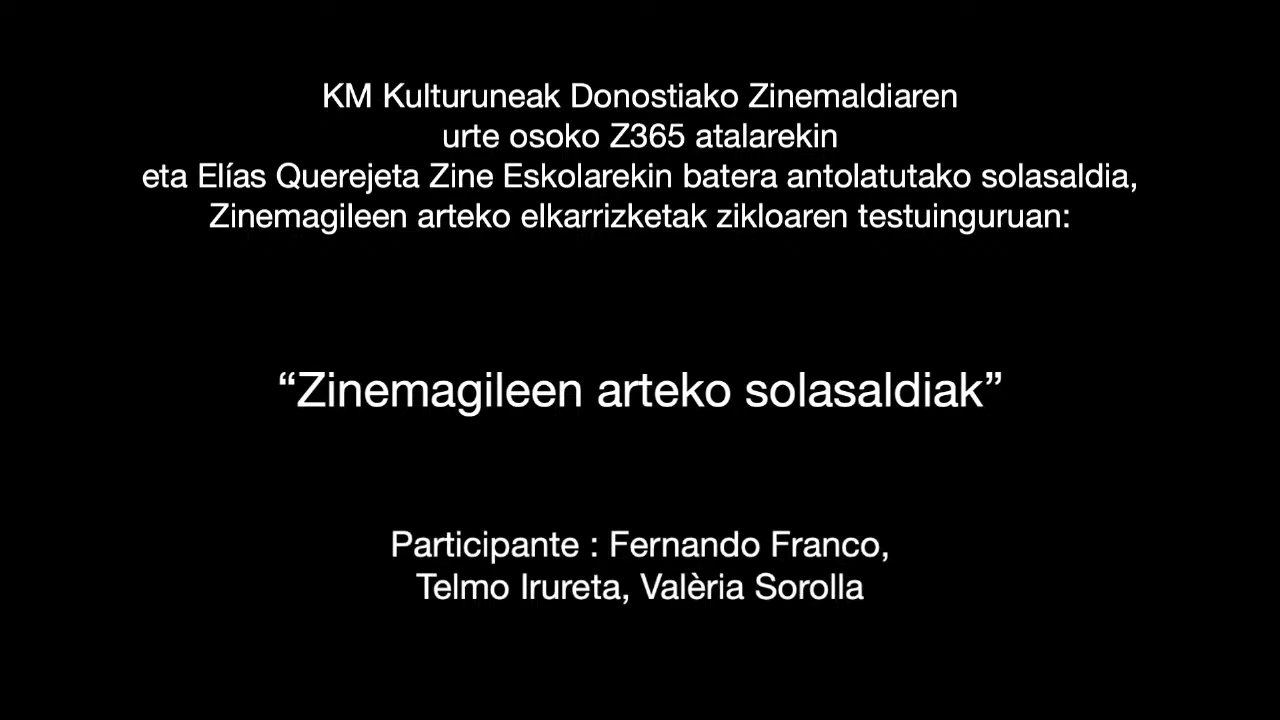 KM Kulturuneak Donostiako Zinemaldiaren
urte osoko Z365 atalarekin
eta Elías Querejeta Zine Eskolarekin batera antolatutako solasaldia,
Zinemagileen arteko elkarrizketak zikloaren testuinguruan:
“Zinemagileen arteko solasaldiak”
Participante : Fernando Franco,
Telmo Irureta, Valèria Sorolla